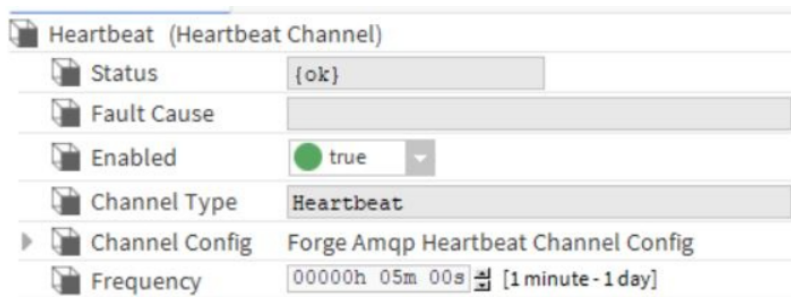 Heartbeat (Heartbeat Channel)
Status {ok}
Fault Cause
Enabled true
Channel Type Heartbeat
Channel Config Forge Amqp Heartbeat Channel Config
Frequency 00000h 05m 00s [1 minute - 1 day]